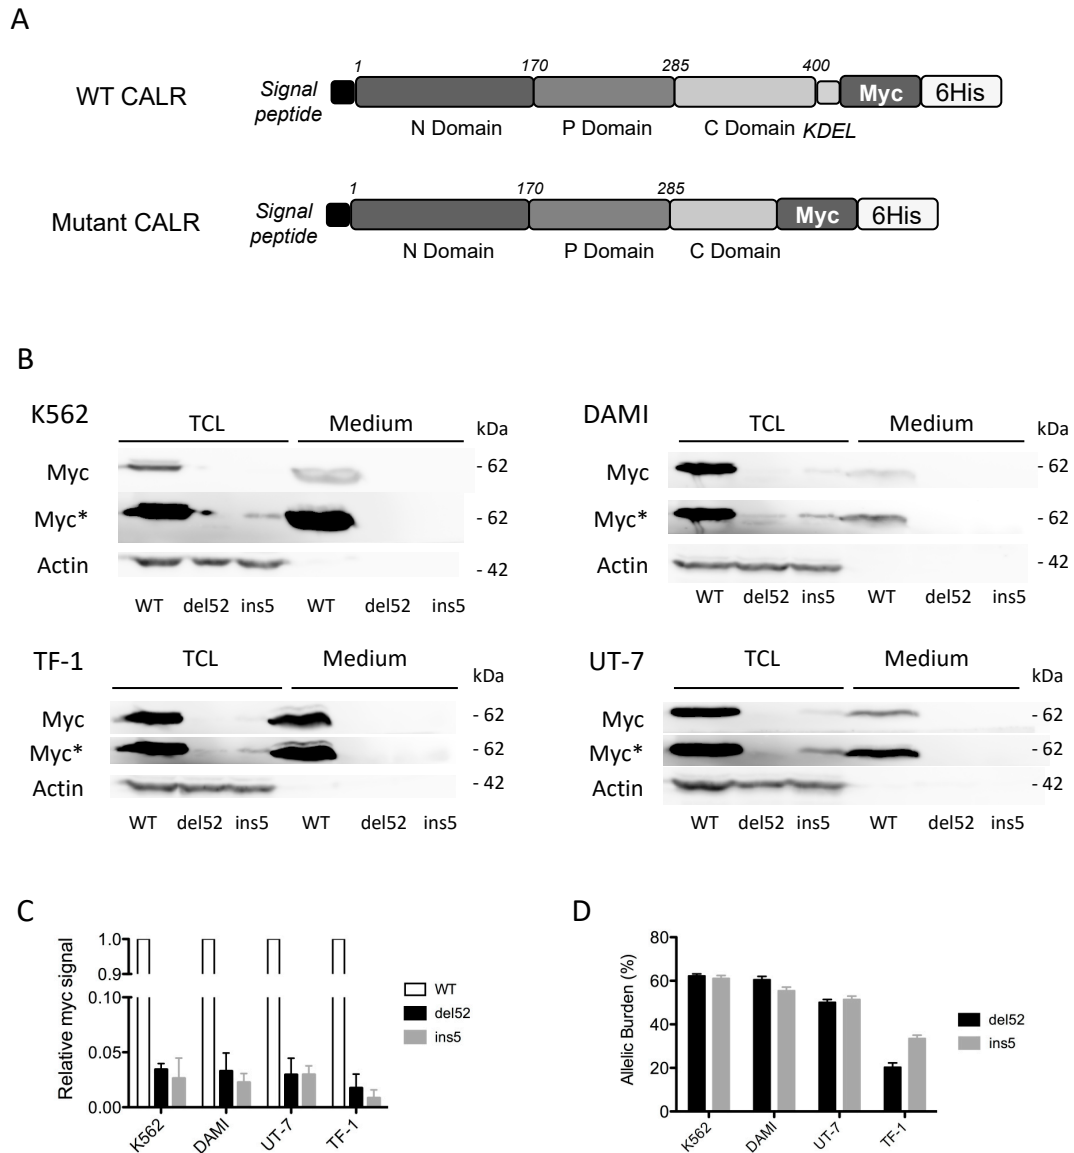 A
1 170 285 400
WT CALR Signal peptide Myc 6His
N Domain P Domain C Domain KDEL
1 170 285
Mutant CALR Signal peptide Myc 6His
N Domain P Domain C Domain
B
K562 TCL Medium kDa
Myc - 62
Myc* - 62
Actin - 42
WT del52 ins5 WT del52 ins5
DAMI TCL Medium kDa
Myc - 62
Myc* - 62
Actin - 42
WT del52 ins5 WT del52 ins5
TF-1 TCL Medium kDa
Myc - 62
Myc* - 62
Actin - 42
WT del52 ins5 WT del52 ins5
UT-7 TCL Medium kDa
Myc - 62
Myc* - 62
Actin - 42
WT del52 ins5 WT del52 ins5
C
Relative myc signal
1.0
0.9
0.10
0.05
0.00
K562 DAMI UT-7 TF-1
WT
del52
ins5
D
Allelic Burden (%)
80
60
40
20
0
K562 DAMI UT-7 TF-1
del52
ins5